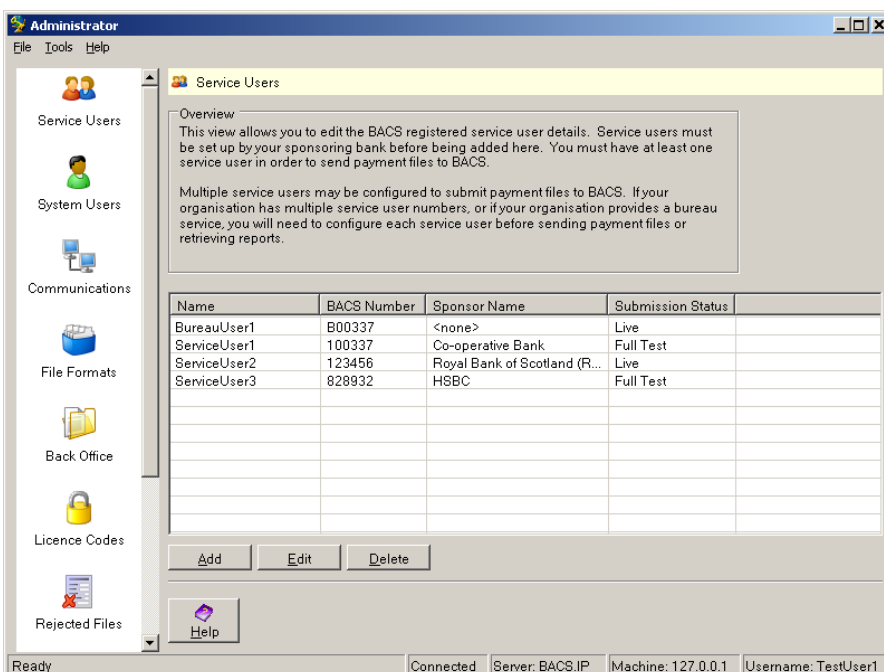 Administrator
File Tools Help
Service Users
System Users
Communications
File Formats
Back Office
Licence Codes
Rejected Files
Service Users
Overview
This view allows you to edit the BACS registered service user details. Service users must
be set up by your sponsoring bank before being added here. You must have at least one
service user in order to send payment files to BACS.
Multiple service users may be configured to submit payment files to BACS. If your
organisation has multiple service user numbers, or if your organisation provides a bureau
service, you will need to configure each service user before sending payment files or
retrieving reports.
Name BACS Number Sponsor Name Submission Status
BureauUser1 B00337 <none> Live
ServiceUser1 100337 Co-operative Bank Full Test
ServiceUser2 123456 Royal Bank of Scotland (R... Live
ServiceUser3 828932 HSBC Full Test
Add Edit Delete
Help
Ready Connected Server: BACS.IP Machine: 127.0.0.1 Username: TestUser1